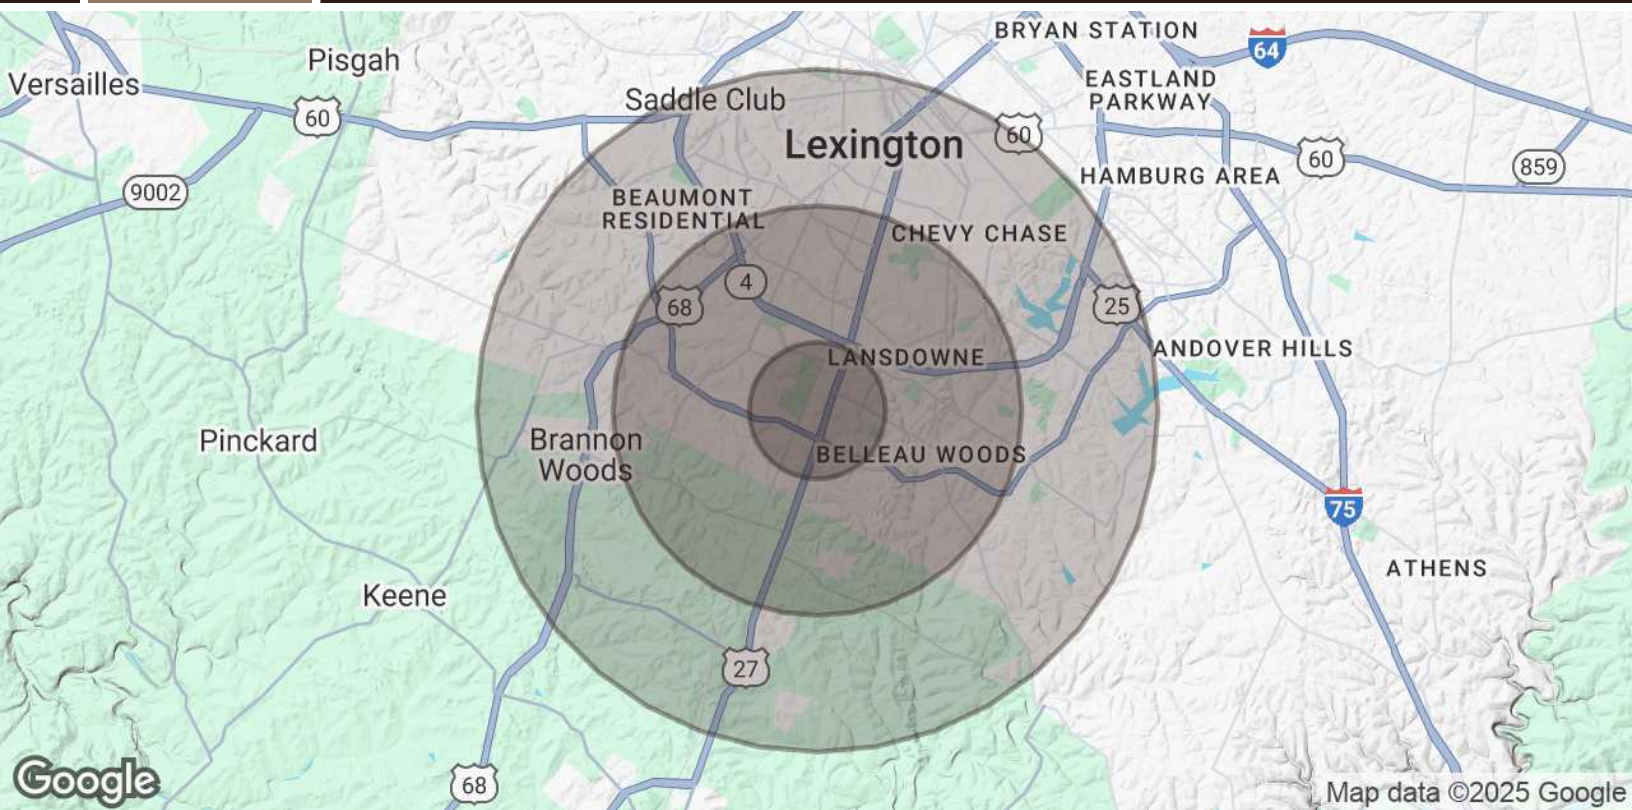 BRYAN STATION
64
Pisgah
Versailles
EASTLAND
PARKWAY
Saddle Club
60
60
Lexington
60
859
9002
HAMBURG AREA
BEAUMONT
RESIDENTIAL
CHEVY CHASE
4
68
25
LANSDOWNE
ANDOVER HILLS
Pinckard
Brannon
Woods
BELLEAU WOODS
75
ATHENS
Keene
27
68
Google
Map data ©2025 Google